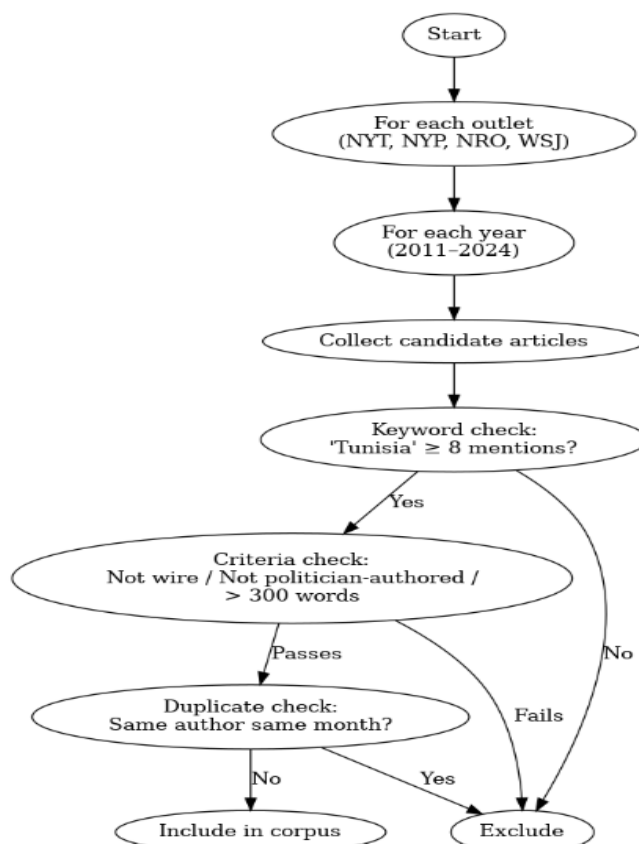 Start
For each outlet
(NYT, NYP, NRO, WSJ)
For each year
(2011–2024)
Collect candidate articles
Keyword check:
'Tunisia' ≥ 8 mentions?
Yes
Criteria check:
Not wire / Not politician-authored /
> 300 words
No
Passes
Fails
Duplicate check:
Same author same month?
No
Yes
Include in corpus
Exclude